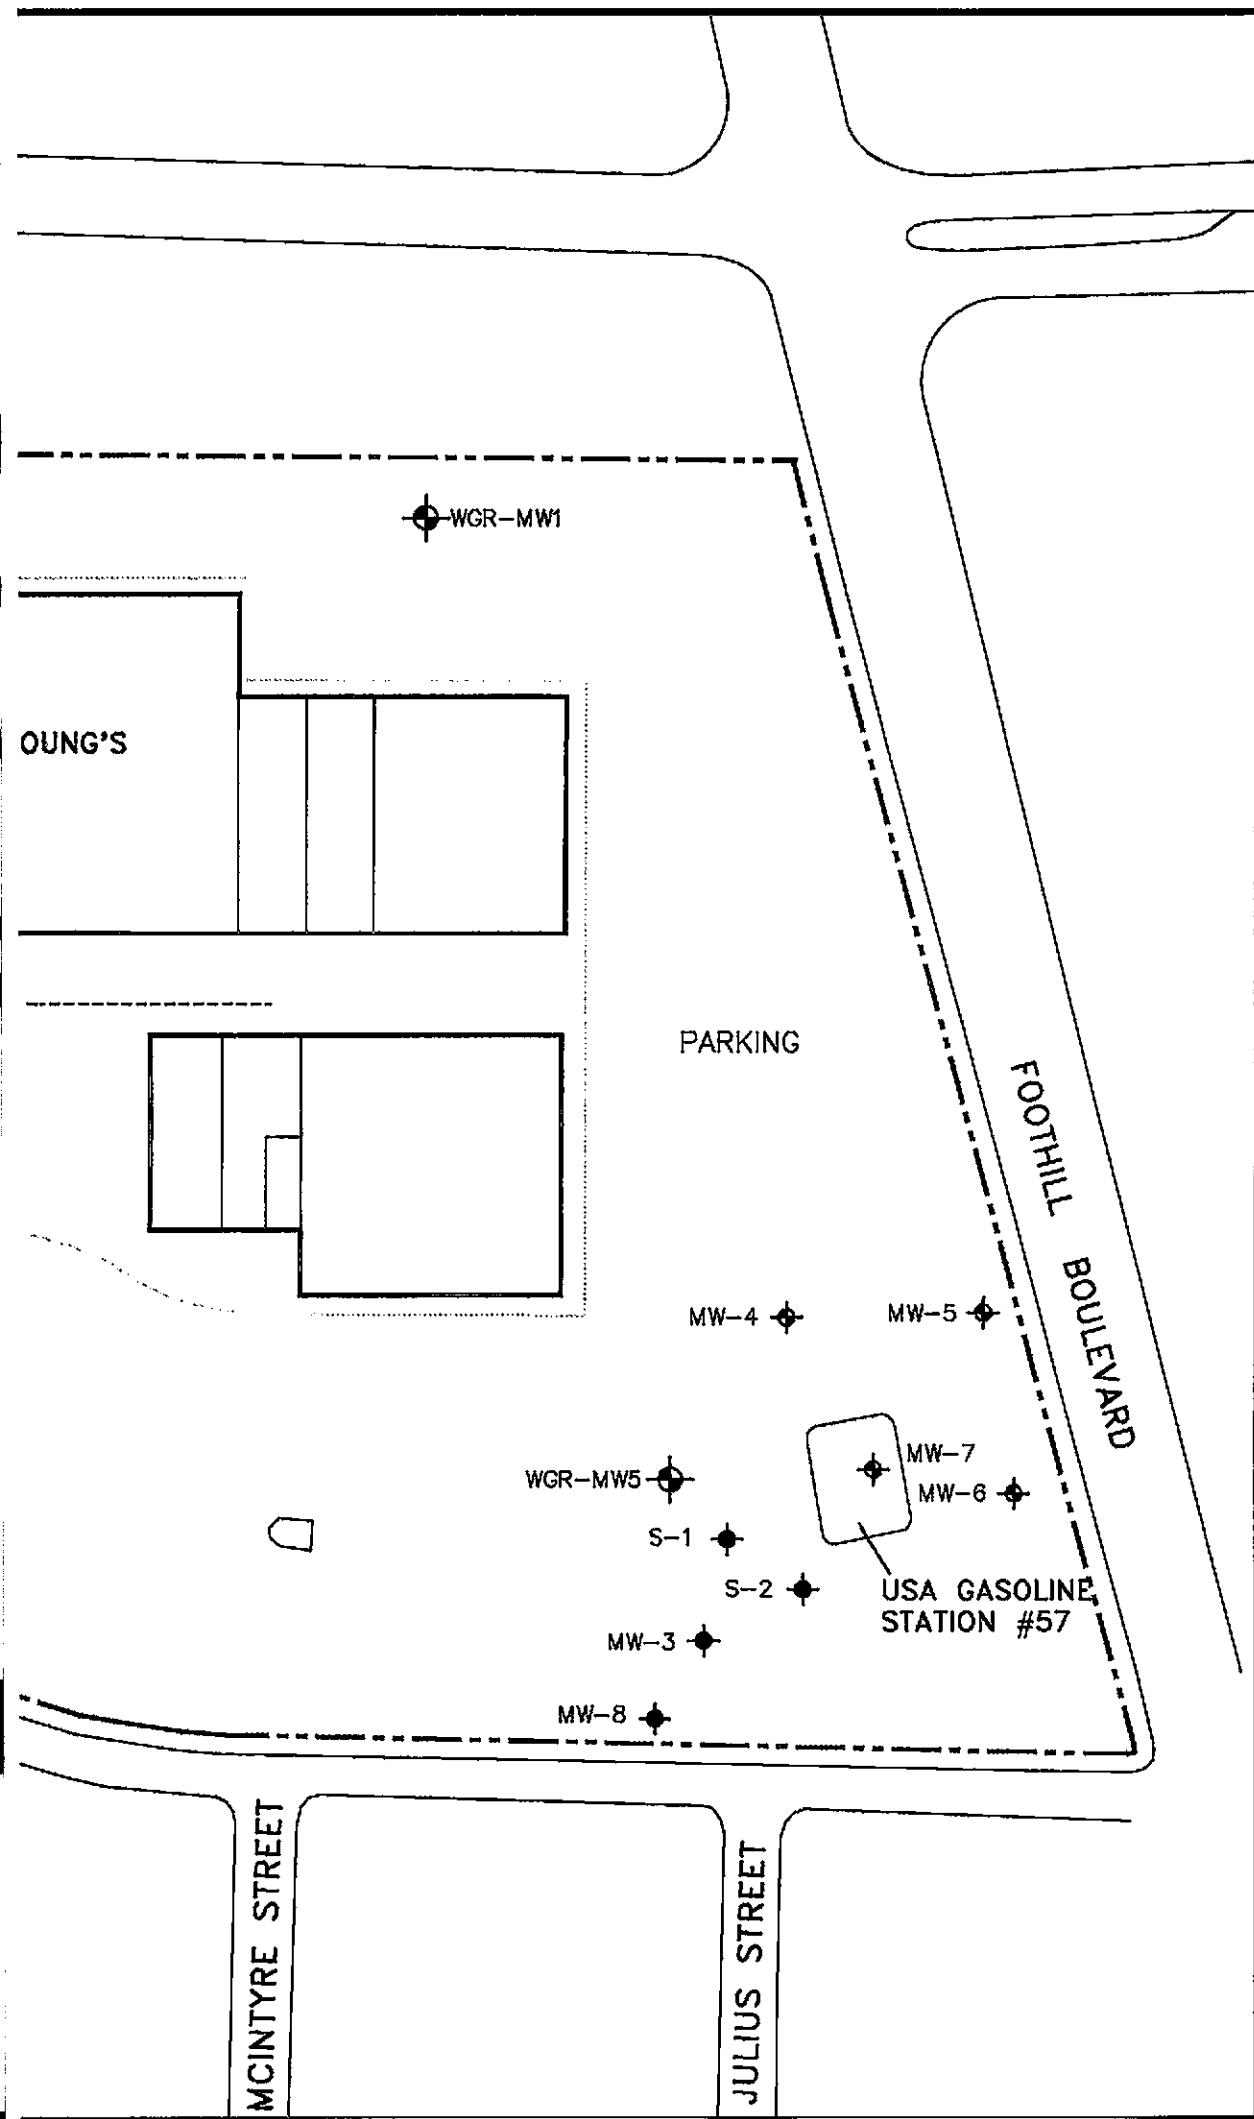 WGR-MW1
OUNG'S
PARKING
FOOTHILL BOULEVARD
MW-4
MW-5
MW-7
WGR-MW5
MW-6
S-1
S-2
USA GASOLINE
STATION #57
MW-3
MW-8
MCINTYRE STREET
JULIUS STREET